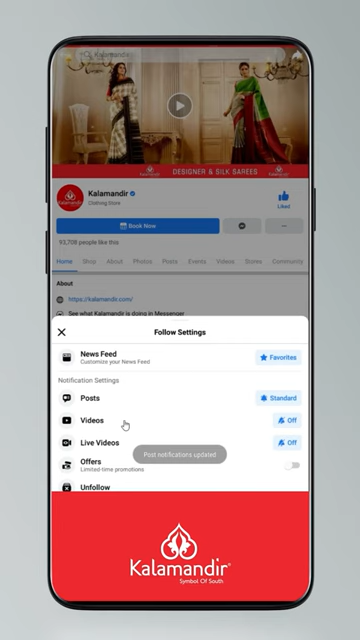 Kalamandir
DESIGNER & SILK SAREES
Kalamandir
Clothing Store
Liked
Book Now
93,708 people like this
Home Shop About Photos Posts Events Videos Stores Community
About
https://kalamandir.com/
See what Kalamandir is doing in Messenger
Follow Settings
News Feed
Customize your News Feed
Favorites
Notification Settings
Posts
Standard
Videos
Off
Live Videos
Off
Post notifications updated
Offers
Limited-time promotions
Unfollow
Kalamandir®
Symbol Of South